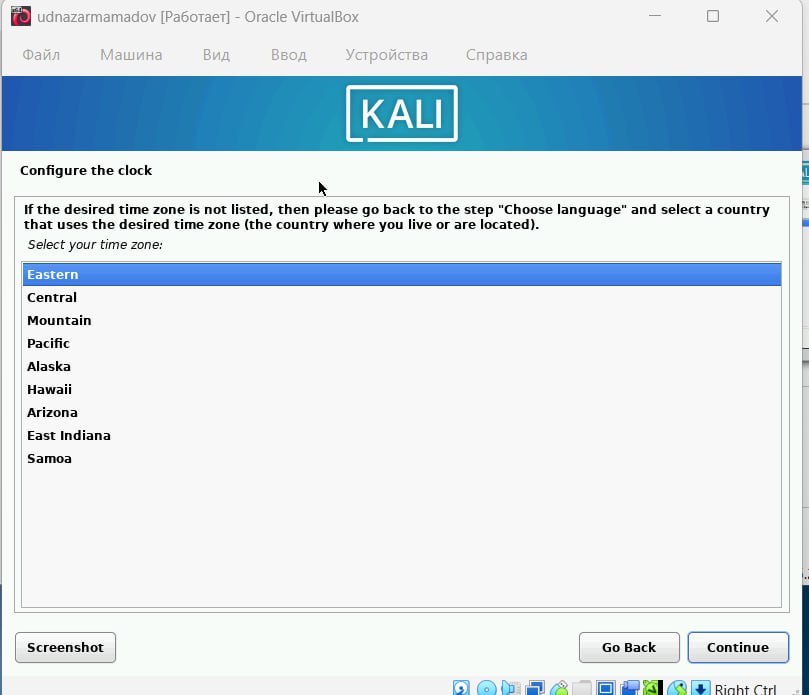 udnazarmamadov [Работает] - Oracle VirtualBox
Файл Машина Вид Ввод Устройства Справка
KALI
Configure the clock
If the desired time zone is not listed, then please go back to the step "Choose language" and select a country
that uses the desired time zone (the country where you live or are located).
Select your time zone:
Eastern
Central
Mountain
Pacific
Alaska
Hawaii
Arizona
East Indiana
Samoa
Screenshot Go Back Continue
Right Ctrl